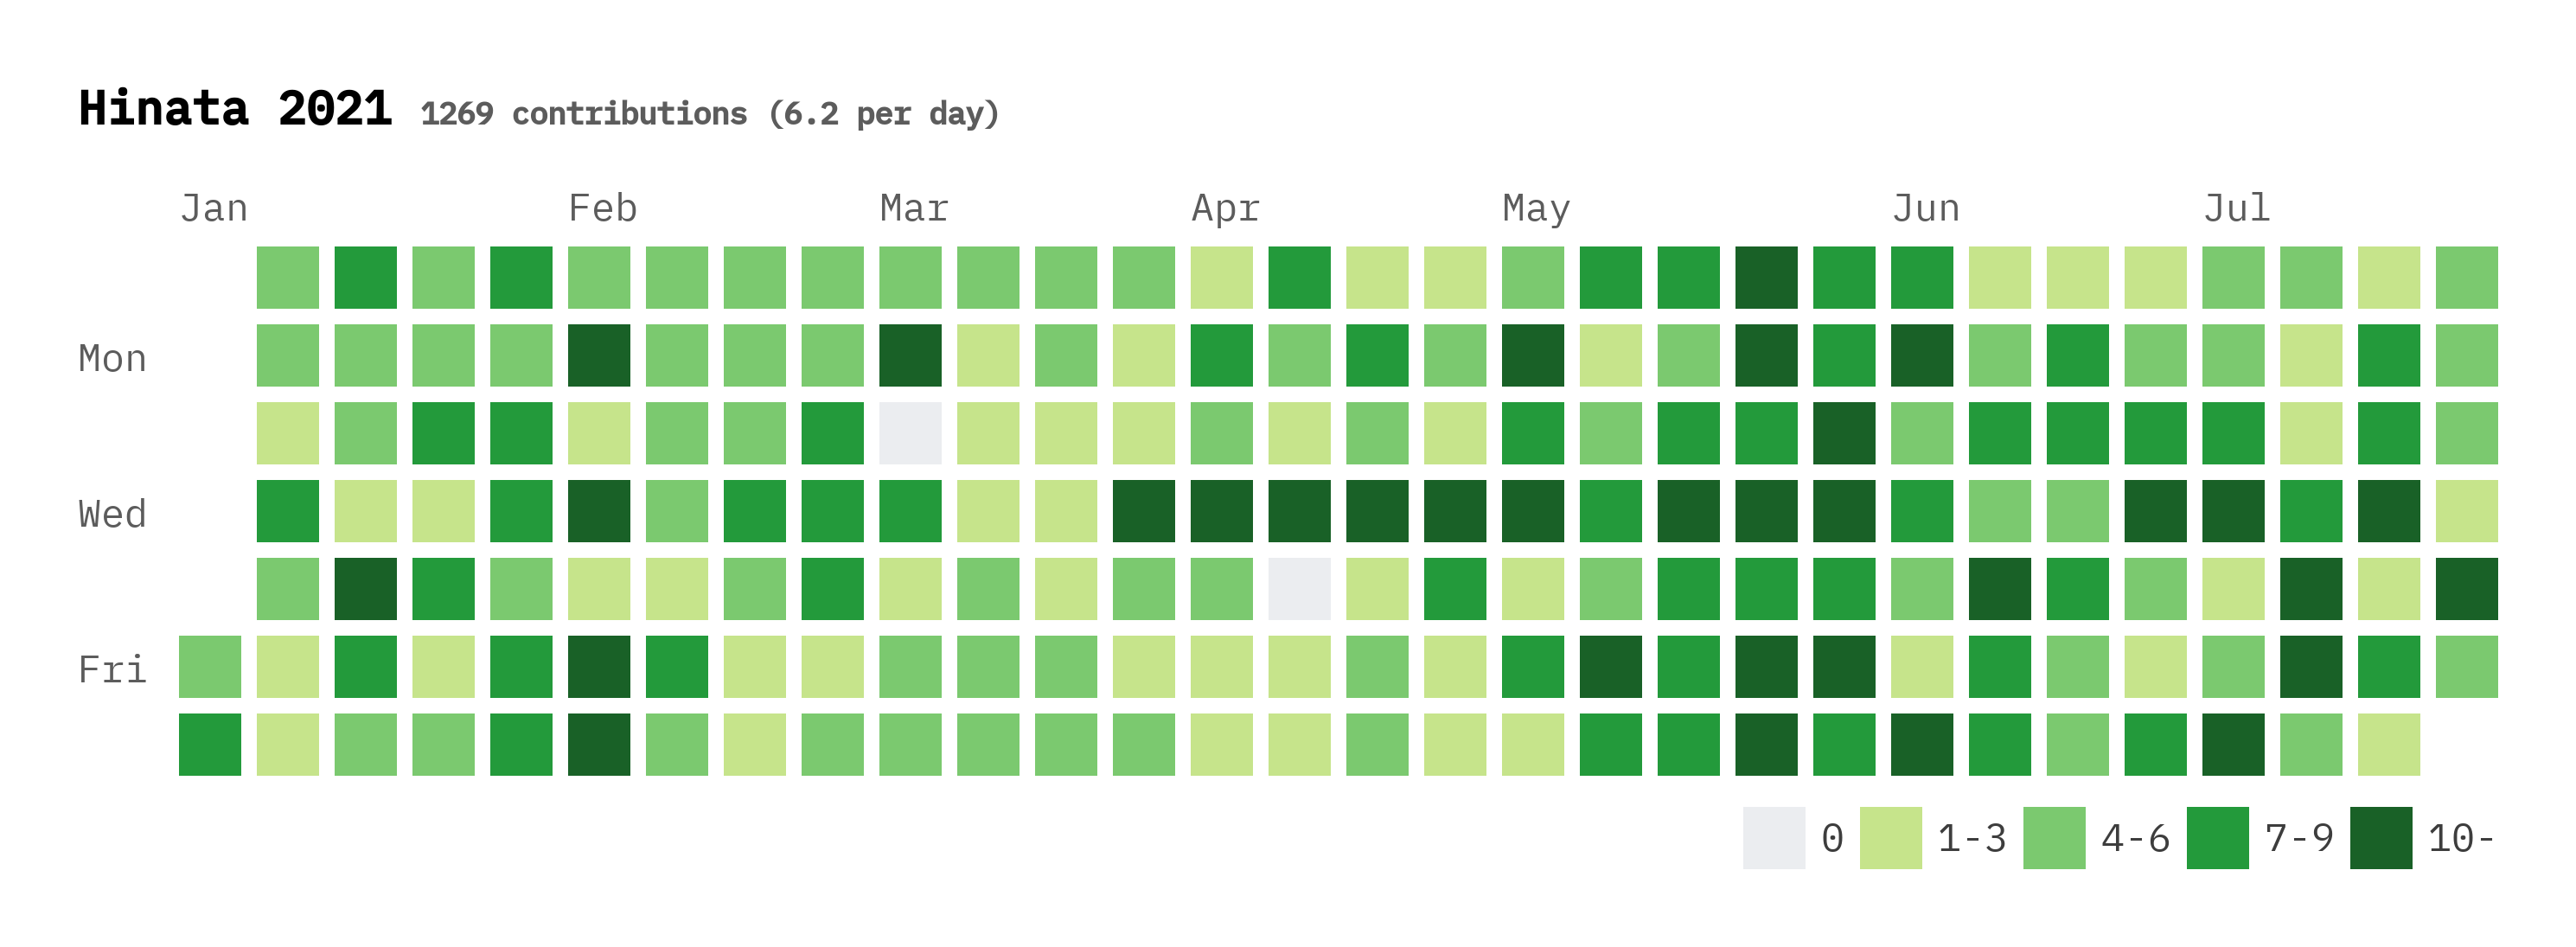 Hinata 2021 1269 contributions (6.2 per day)
Jan Feb Mar Apr May Jun Jul
Mon
Wed
Fri
0 1-3 4-6 7-9 10-